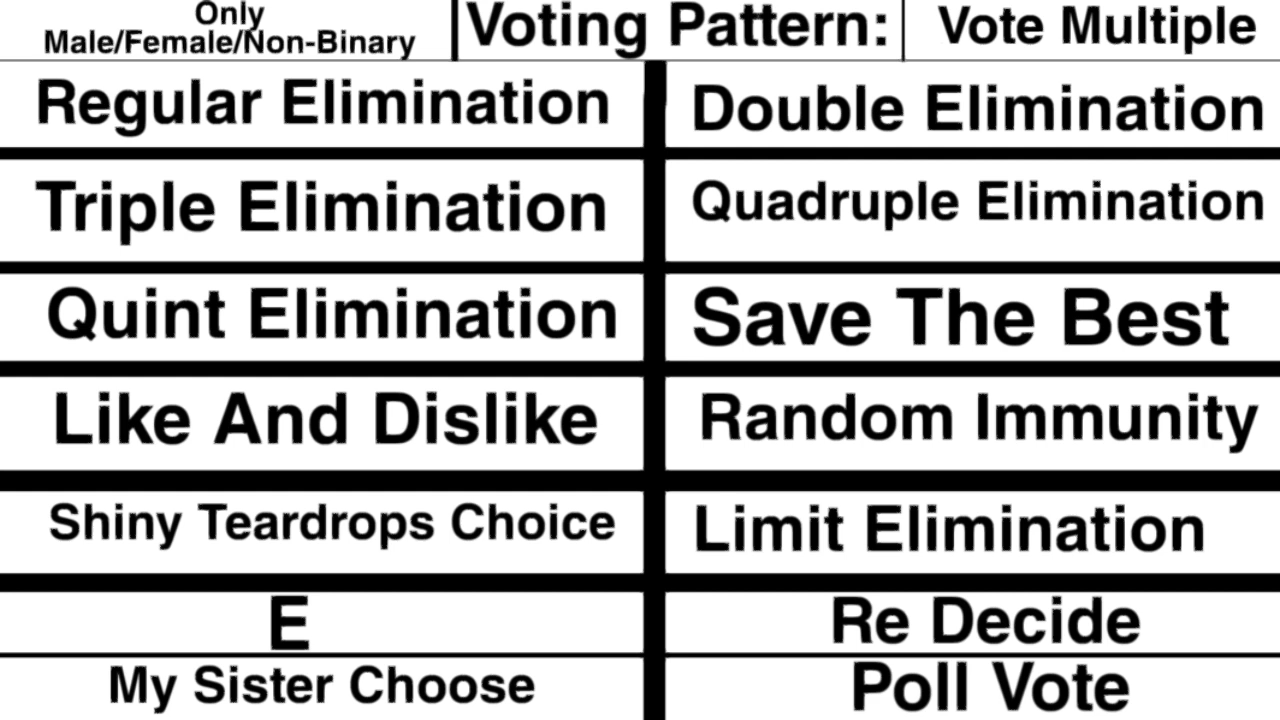 Only
Male/Female/Non-Binary
Voting Pattern:
Vote Multiple
Regular Elimination
Double Elimination
Triple Elimination
Quadruple Elimination
Quint Elimination
Save The Best
Like And Dislike
Random Immunity
Shiny Teardrops Choice
Limit Elimination
E
Re Decide
My Sister Choose
Poll Vote